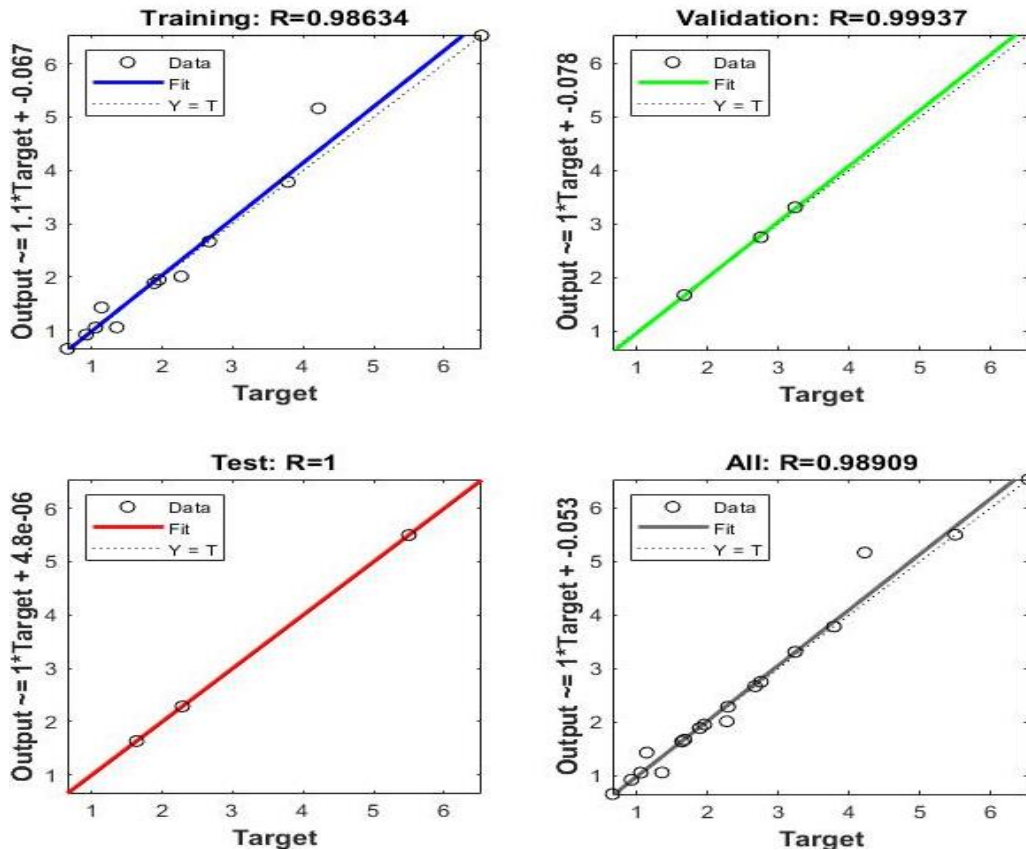 Training: R=0.98634
Output ~= 1.1*Target + -0.067
Data
Fit
Y = T
6
5
4
3
2
1
1 2 3 4 5 6
Target
Validation: R=0.99937
Output ~= 1*Target + -0.078
Data
Fit
Y = T
6
5
4
3
2
1
1 2 3 4 5 6
Target
Test: R=1
Output ~= 1*Target + 4.8e-06
Data
Fit
Y = T
6
5
4
3
2
1
1 2 3 4 5 6
Target
All: R=0.98909
Output ~= 1*Target + -0.053
Data
Fit
Y = T
6
5
4
3
2
1
1 2 3 4 5 6
Target